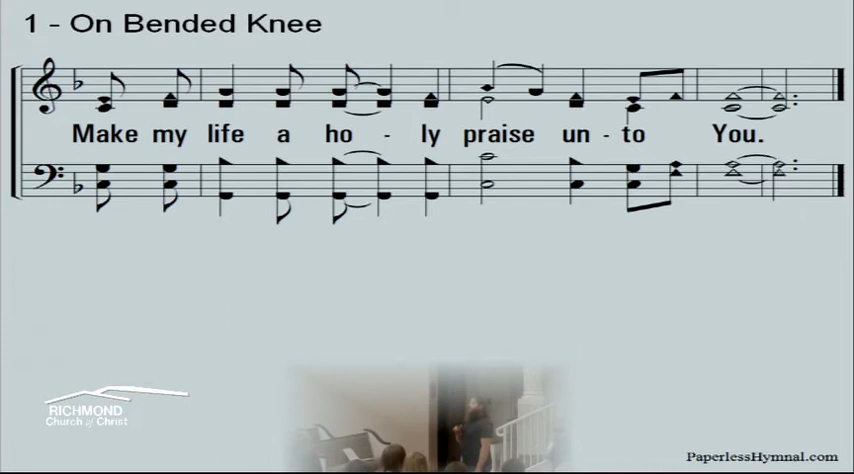 1 - On Bended Knee
Make my life a ho - ly praise un - to You.
RICHMOND
Church of Christ
PaperlessHymnal.com